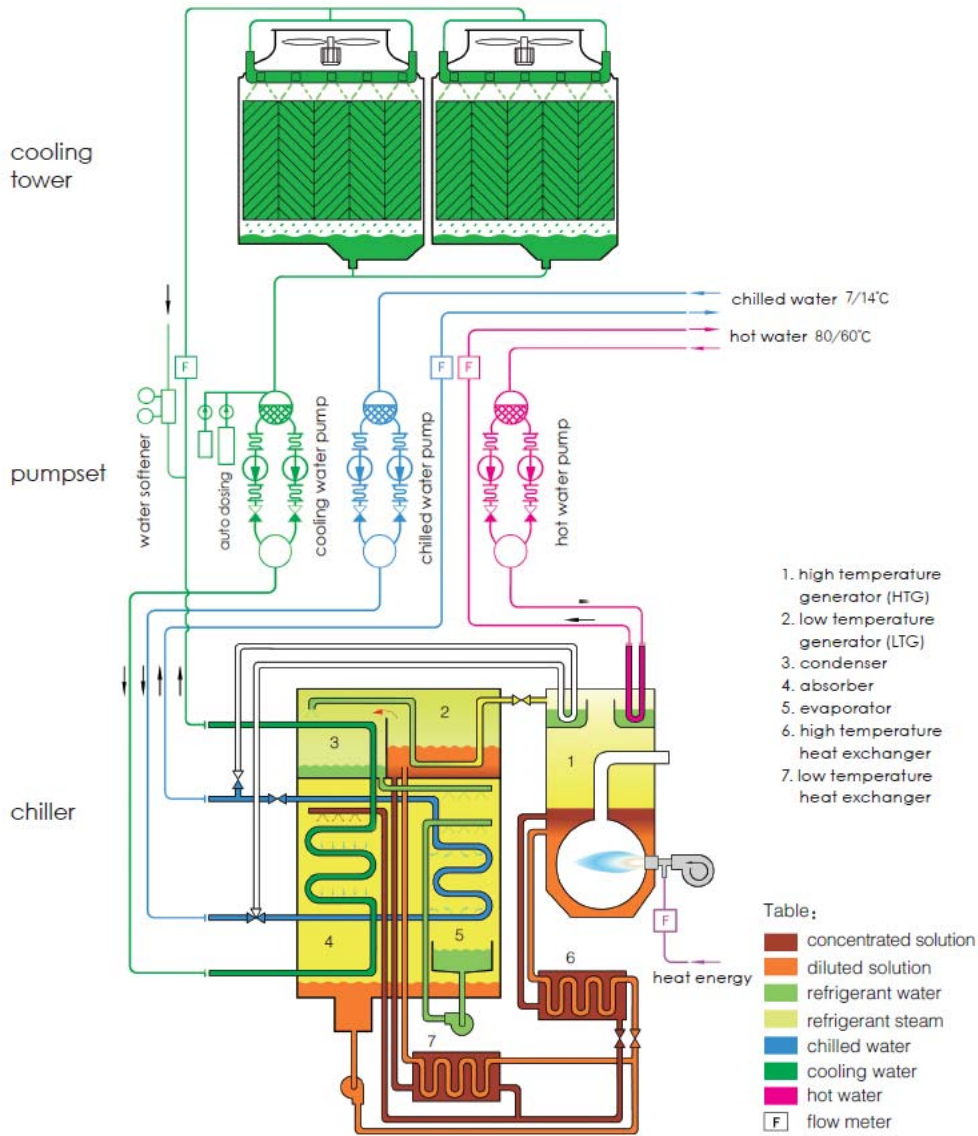 cooling
tower
chilled water 7/14℃
hot water 80/60℃
F
F
F
pumpset
water softener
auto dosing
cooling water pump
chilled water pump
hot water pump
1. high temperature
generator (HTG)
2. low temperature
generator (LTG)
3. condenser
4. absorber
5. evaporator
6. high temperature
heat exchanger
7. low temperature
heat exchanger
chiller
2
3
1
4
5
6
7
F
heat energy
Table:
concentrated solution
diluted solution
refrigerant water
refrigerant steam
chilled water
cooling water
hot water
F flow meter